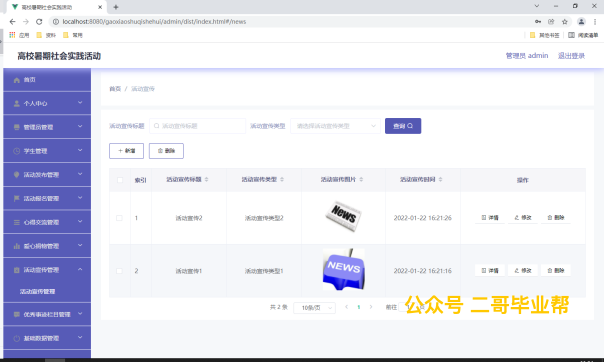 高校暑期社会实践活动
localhost:8080/gaoxiaoshuqishehui/admin/dist/index.html#/news
应用 资料 常用 其他书签 阅读清单
高校暑期社会实践活动 管理员 admin 退出登录
首页
个人中心
管理员管理
学生管理
活动发布管理
活动报名管理
心得交流管理
爱心捐物管理
活动宣传管理
活动宣传管理
优秀事迹栏目管理
基础数据管理
首页 / 活动宣传
活动宣传标题 活动宣传标题 活动宣传类型 请选择活动宣传类型 查询
+ 新增 删除
索引 活动宣传标题 活动宣传类型 活动宣传图片 活动宣传时间 操作
1 活动宣传2 活动宣传类型2 News 2022-01-22 16:21:26 详情 修改 删除
2 活动宣传1 活动宣传类型1 NEWS 2022-01-22 16:21:16 详情 修改 删除
共 2 条 10条/页 1 前往
公众号 二哥毕业帮